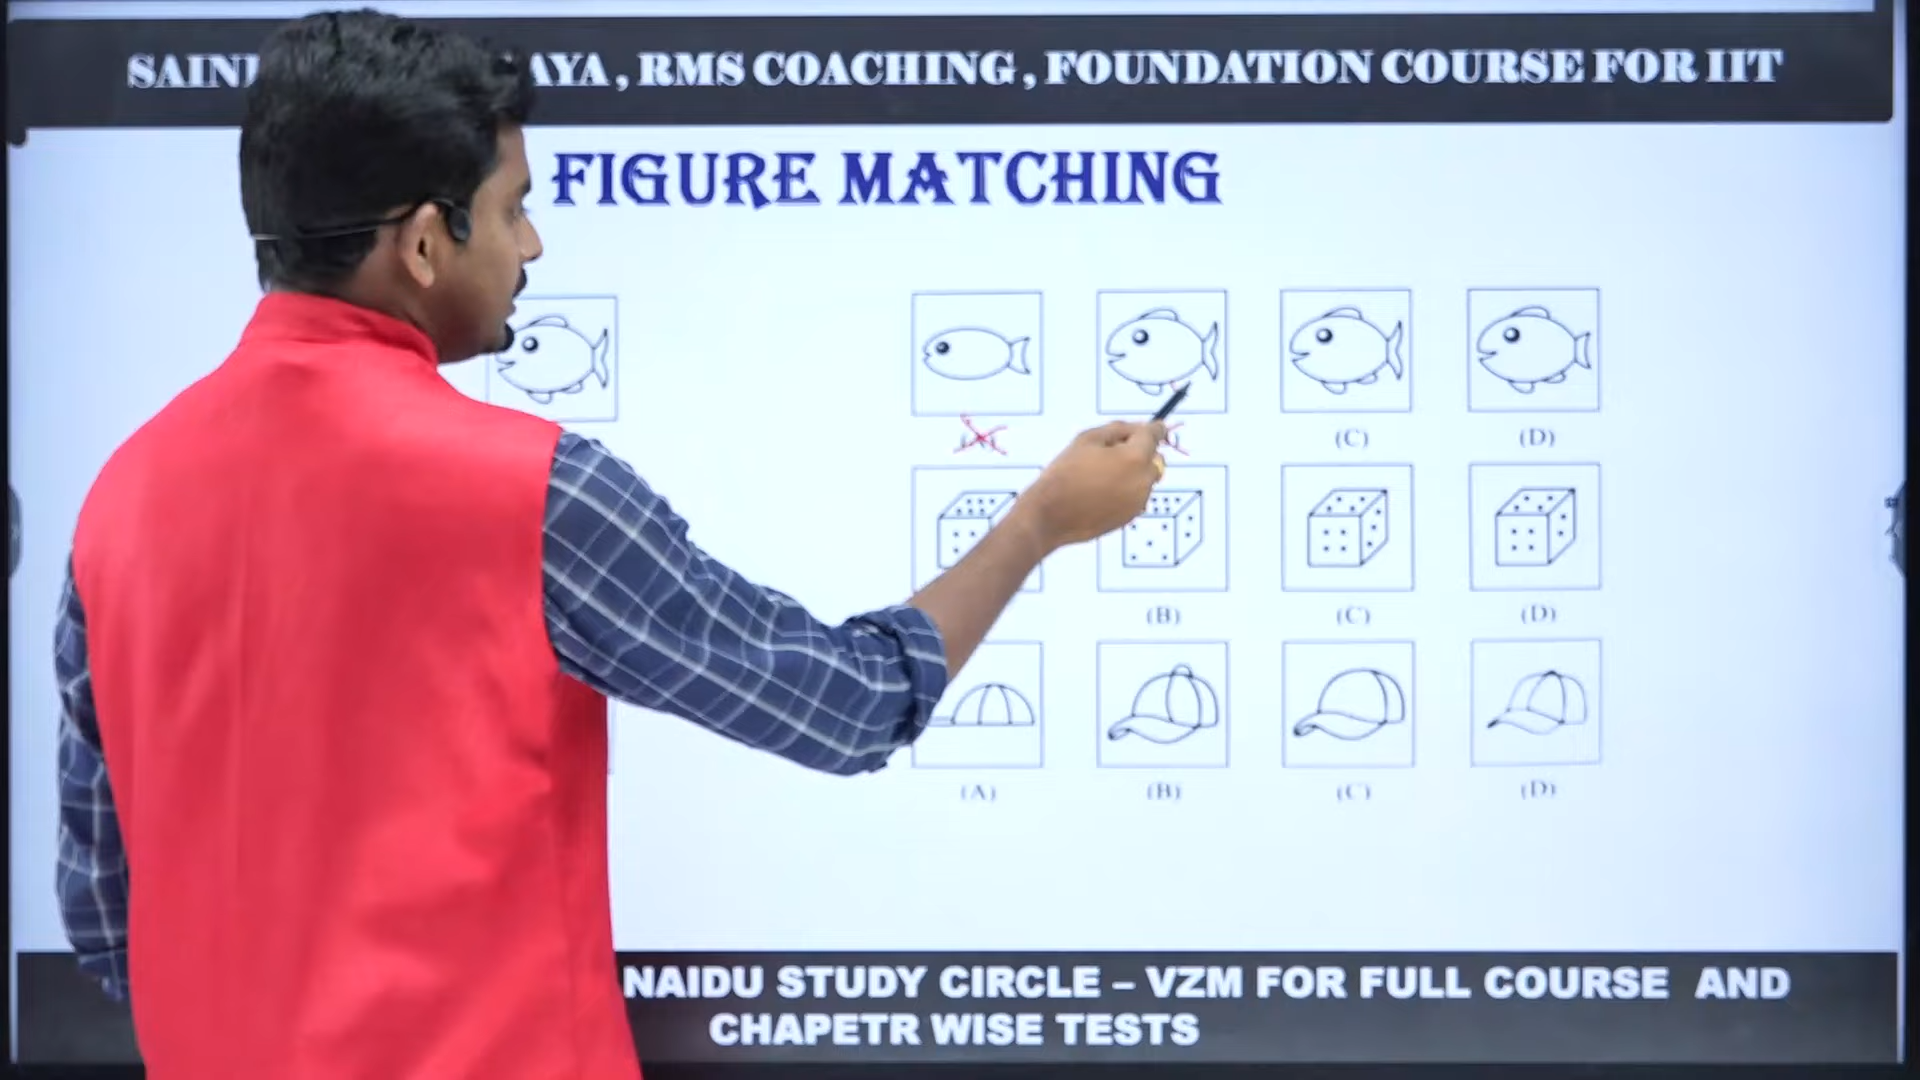 AYA , RMS COACHING , FOUNDATION COURSE FOR IIT
FIGURE MATCHING
(C) (D)
(B) (C) (D)
(A) (B) (C) (D)
NAIDU STUDY CIRCLE – VZM FOR FULL COURSE AND
CHAPETR WISE TESTS